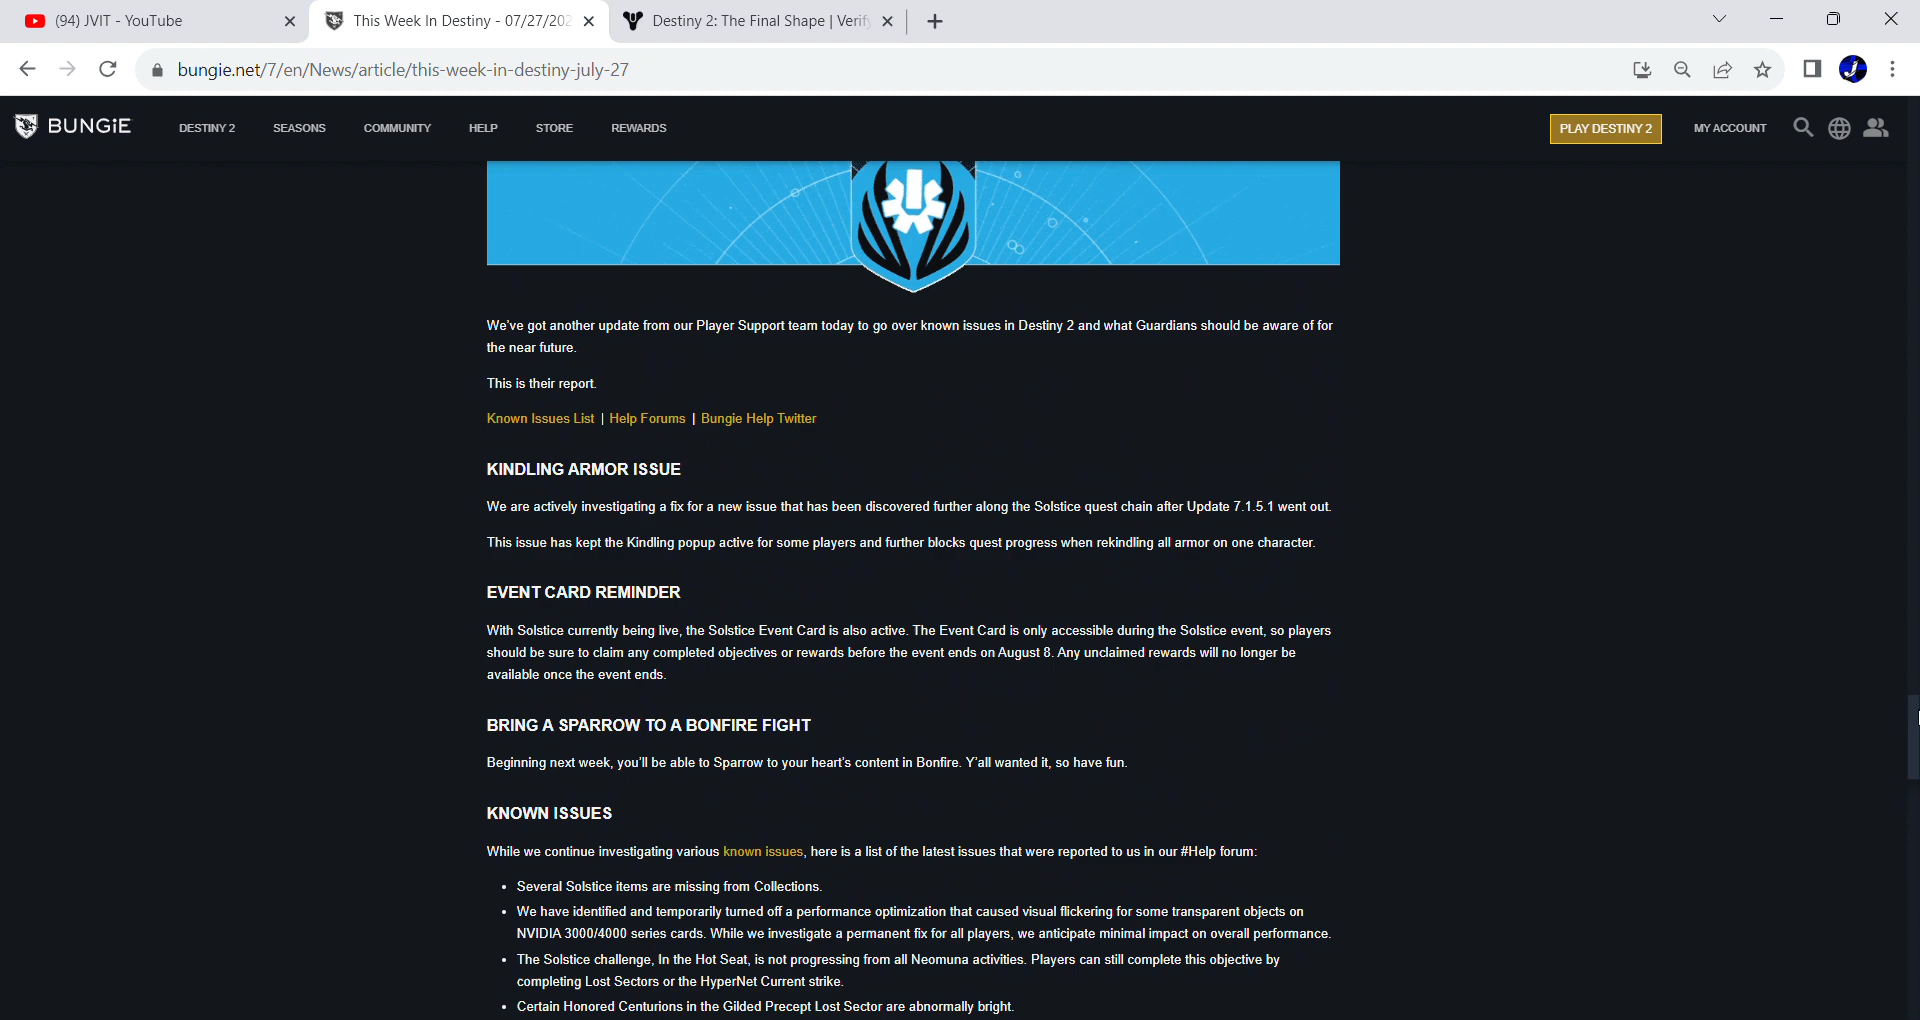 (94) JVIT - YouTube
This Week In Destiny - 07/27/202
Destiny 2: The Final Shape | Verif
bungie.net/7/en/News/article/this-week-in-destiny-july-27
BUNGiE
DESTINY 2
SEASONS
COMMUNITY
HELP
STORE
REWARDS
PLAY DESTINY 2
MY ACCOUNT
We've got another update from our Player Support team today to go over known issues in Destiny 2 and what Guardians should be aware of for
the near future.
This is their report.
Known Issues List | Help Forums | Bungie Help Twitter
KINDLING ARMOR ISSUE
We are actively investigating a fix for a new issue that has been discovered further along the Solstice quest chain after Update 7.1.5.1 went out.
This issue has kept the Kindling popup active for some players and further blocks quest progress when rekindling all armor on one character.
EVENT CARD REMINDER
With Solstice currently being live, the Solstice Event Card is also active. The Event Card is only accessible during the Solstice event, so players
should be sure to claim any completed objectives or rewards before the event ends on August 8. Any unclaimed rewards will no longer be
available once the event ends.
BRING A SPARROW TO A BONFIRE FIGHT
Beginning next week, you'll be able to Sparrow to your heart's content in Bonfire. Y'all wanted it, so have fun.
KNOWN ISSUES
While we continue investigating various known issues, here is a list of the latest issues that were reported to us in our #Help forum:
• Several Solstice items are missing from Collections.
• We have identified and temporarily turned off a performance optimization that caused visual flickering for some transparent objects on
NVIDIA 3000/4000 series cards. While we investigate a permanent fix for all players, we anticipate minimal impact on overall performance.
• The Solstice challenge, In the Hot Seat, is not progressing from all Neomuna activities. Players can still complete this objective by
completing Lost Sectors or the HyperNet Current strike.
• Certain Honored Centurions in the Gilded Precept Lost Sector are abnormally bright.